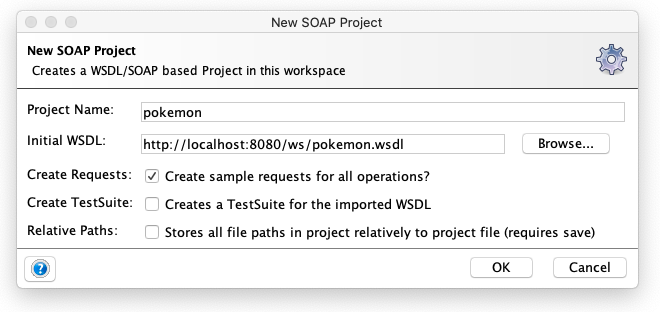 New SOAP Project
New SOAP Project
Creates a WSDL/SOAP based Project in this workspace
Project Name: pokemon
Initial WSDL: http://localhost:8080/ws/pokemon.wsdl Browse...
Create Requests: Create sample requests for all operations?
Create TestSuite: Creates a TestSuite for the imported WSDL
Relative Paths: Stores all file paths in project relatively to project file (requires save)
? OK Cancel